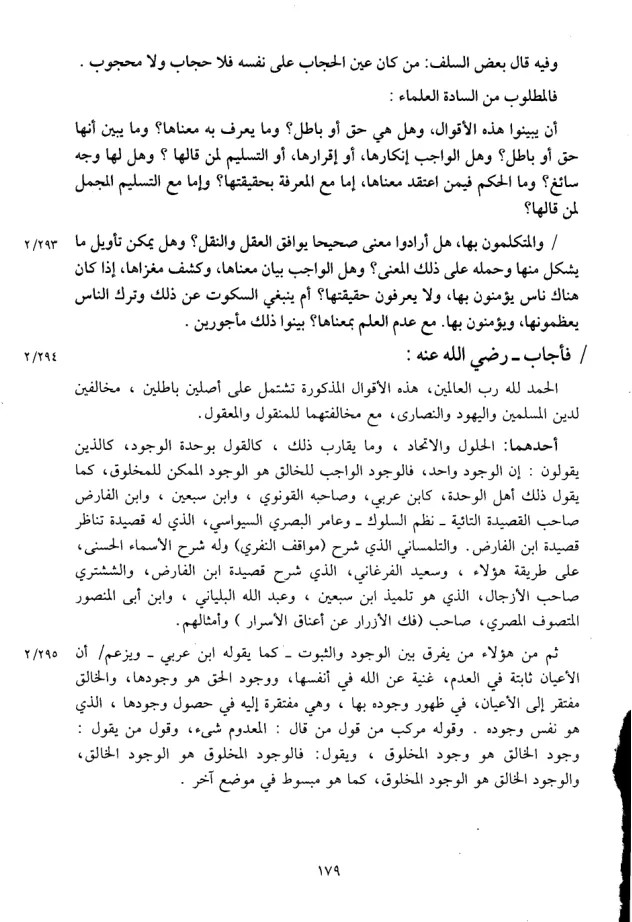 وفيه قال بعض السلف: من كان عين الحجاب على نفسه فلا حجاب ولا محجوب .
فالمطلوب من السادة العلماء :
أن يبينوا هذه الأقوال، وهل هي حق أو باطل؟ وما يعرف به معناها؟ وما يبين أنها
حق أو باطل؟ وهل الواجب إنكارها، أو إقرارها، أو التسليم لمن قالها ؟ وهل لها وجه
سائغ؟ وما الحكم فيمن اعتقد معناها، إما مع المعرفة بحقيقتها؟ وإما مع التسليم المجمل
لمن قالها؟
/ والمتكلمون بها، هل أرادوا معنى صحيحا يوافق العقل والنقل؟ وهل يمكن تأويل ما ٢/٢٩٣
يشكل منها وحمله على ذلك المعنى؟ وهل الواجب بيان معناها، وكشف مغزاها، إذا كان
هناك ناس يؤمنون بها، ولا يعرفون حقيقتها؟ أم ينبغي السكوت عن ذلك وترك الناس
يعظمونها، ويؤمنون بها. مع عدم العلم بمعناها؟ بينوا ذلك مأجورين .
/ فأجاب ــ رضي الله عنه : ٢/٢٩٤
الحمد لله رب العالمين، هذه الأقوال المذكورة تشتمل على أصلين باطلين ، مخالفين
لدين المسلمين واليهود والنصارى، مع مخالفتهما للمنقول والمعقول.
أحدهما: الحلول والاتحاد ، وما يقارب ذلك ، كالقول بوحدة الوجود، كالذين
يقولون : إن الوجود واحد، فالوجود الواجب للخالق هو الوجود الممكن للمخلوق، كما
يقول ذلك أهل الوحدة، كابن عربي، وصاحبه القونوي ، وابن سبعين ، وابن الفارض
صاحب القصيدة التائية ــ نظم السلوك ــ وعامر البصري السيواسي، الذي له قصيدة تناظر
قصيدة ابن الفارض. والتلمساني الذي شرح (مواقف النفري) وله شرح الأسماء الحسنى،
على طريقة هؤلاء ، وسعيد الفرغاني، الذي شرح قصيدة ابن الفارض، والششتري
صاحب الأزجال، الذي هو تلميذ ابن سبعين ، وعبد الله البلياني ، وابن أبى المنصور
المتصوف المصري، صاحب (فك الأزرار عن أعناق الأسرار ) وأمثالهم.
ثم من هؤلاء من يفرق بين الوجود والثبوت ــ كما يقوله ابن عربي ــ ويزعم/ أن ٢/٢٩٥
الأعيان ثابتة في العدم، غنية عن الله في أنفسها، ووجود الحق هو وجودها، والخالق
مفتقر إلى الأعيان، في ظهور وجوده بها ، وهي مفتقرة إليه في حصول وجودها ، الذي
هو نفس وجوده . وقوله مركب من قول من قال : المعدوم شىء، وقول من يقول :
وجود الخالق هو وجود المخلوق ، ويقول: فالوجود المخلوق هو الوجود الخالق،
والوجود الخالق هو الوجود المخلوق، كما هو مبسوط في موضع آخر .
١٧٩